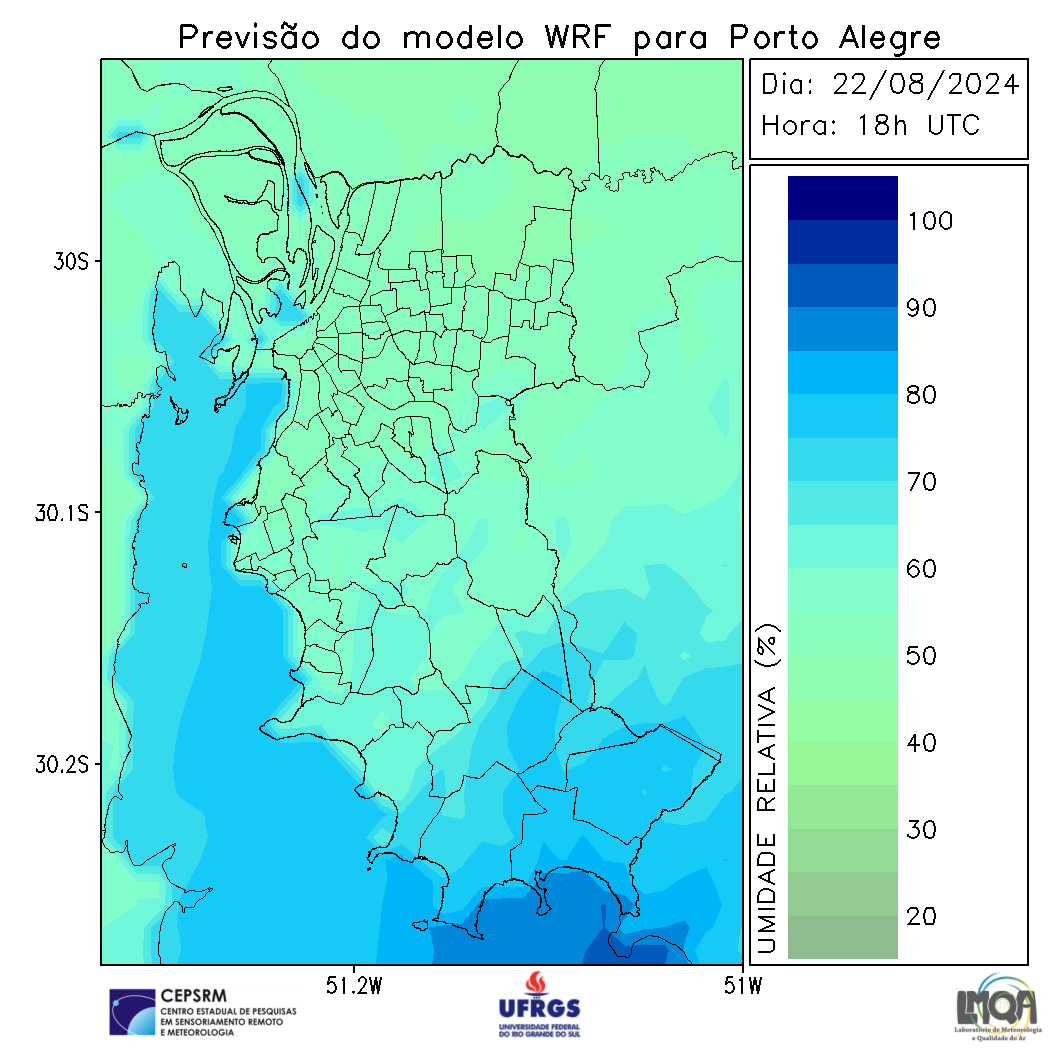 Previsão do modelo WRF para Porto Alegre
Dia: 22/08/2024
Hora: 18h UTC
100
90
80
70
60
50
40
30
20
UMIDADE RELATIVA (%)
30S
30.1S
30.2S
51.2W
51W
CEPSRM
CENTRO ESTADUAL DE PESQUISAS
EM SENSORIAMENTO REMOTO
E METEOROLOGIA
UFRGS
UNIVERSIDADE FEDERAL
DO RIO GRANDE DO SUL
LMQA
Laboratório de Meteorologia
e Qualidade do Ar